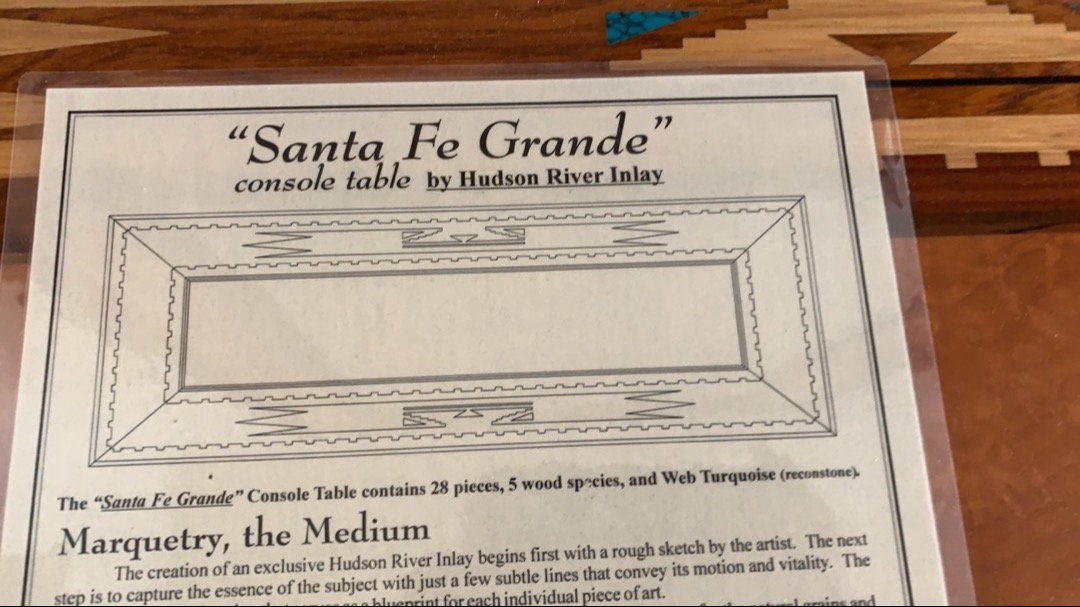 “Santa Fe Grande”
console table by Hudson River Inlay
The “Santa Fe Grande” Console Table contains 28 pieces, 5 wood species, and Web Turquoise (reconstone).
Marquetry, the Medium
The creation of an exclusive Hudson River Inlay begins first with a rough sketch by the artist. The next
step is to capture the essence of the subject with just a few subtle lines that convey its motion and vitality. The
blueprint for each individual piece of art.
grains and